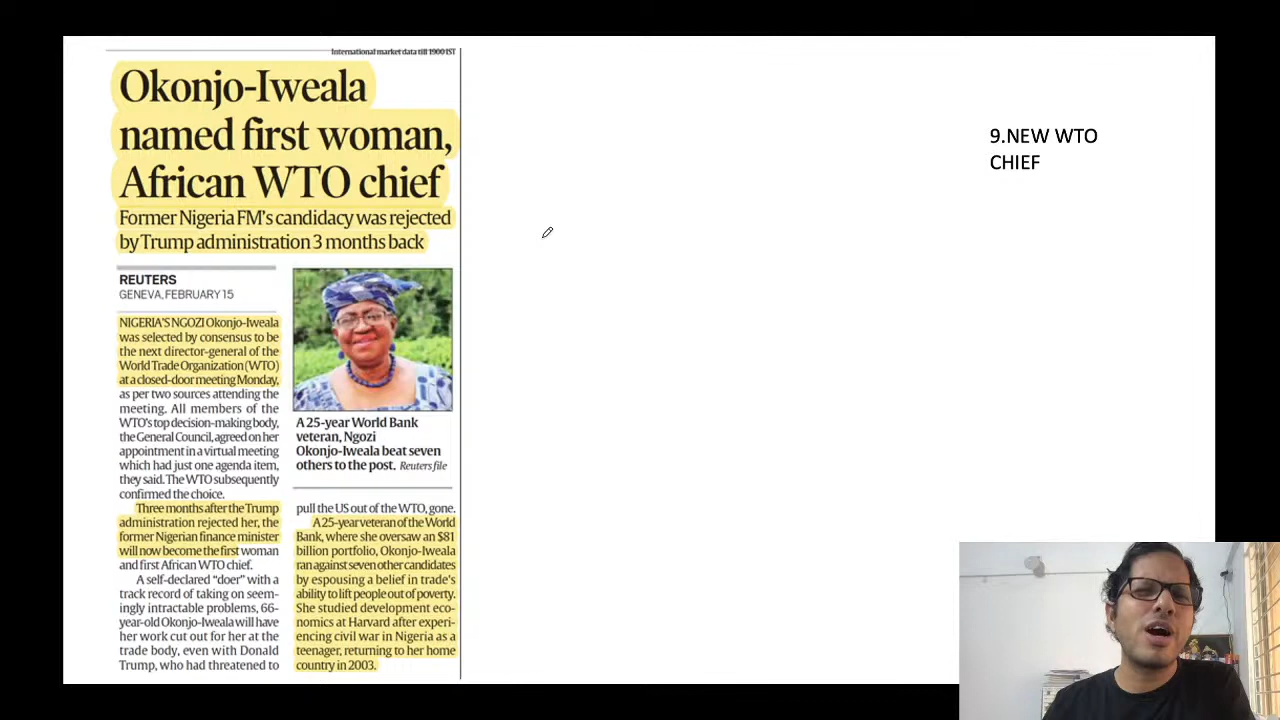 International market data till 1900 IST
Okonjo-Iweala
named first woman,
African WTO chief
Former Nigeria FM's candidacy was rejected
by Trump administration 3 months back
REUTERS
GENEVA, FEBRUARY 15
NIGERIA'S NGOZI Okonjo-Iweala
was selected by consensus to be
the next director-general of the
World Trade Organization (WTO)
at a closed-door meeting Monday,
as per two sources attending the
meeting. All members of the
WTO's top decision-making body,
the General Council, agreed on her
appointment in a virtual meeting
which had just one agenda item,
they said. The WTO subsequently
confirmed the choice.
Three months after the Trump
administration rejected her, the
former Nigerian finance minister
will now become the first woman
and first African WTO chief.
A self-declared “doer” with a
track record of taking on seem-
ingly intractable problems, 66-
year-old Okonjo-Iweala will have
her work cut out for her at the
trade body, even with Donald
Trump, who had threatened to
A 25-year World Bank
veteran, Ngozi
Okonjo-Iweala beat seven
others to the post. Reuters file
pull the US out of the WTO, gone.
A 25-year veteran of the World
Bank, where she oversaw an $81
billion portfolio, Okonjo-Iweala
ran against seven other candidates
by espousing a belief in trade's
ability to lift people out of poverty.
She studied development eco-
nomics at Harvard after experi-
encing civil war in Nigeria as a
teenager, returning to her home
country in 2003.
9.NEW WTO
CHIEF